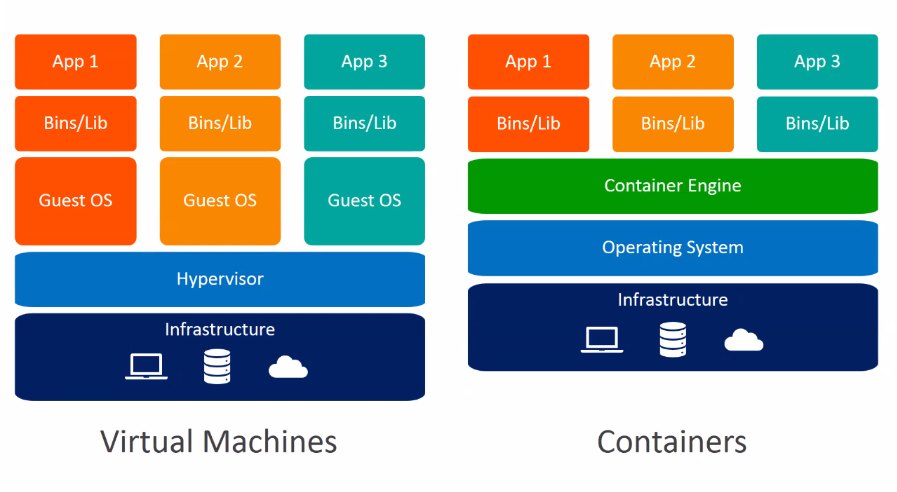 App 1
App 2
App 3
Bins/Lib
Bins/Lib
Bins/Lib
Guest OS
Guest OS
Guest OS
Hypervisor
Infrastructure
Virtual Machines
App 1
App 2
App 3
Bins/Lib
Bins/Lib
Bins/Lib
Container Engine
Operating System
Infrastructure
Containers